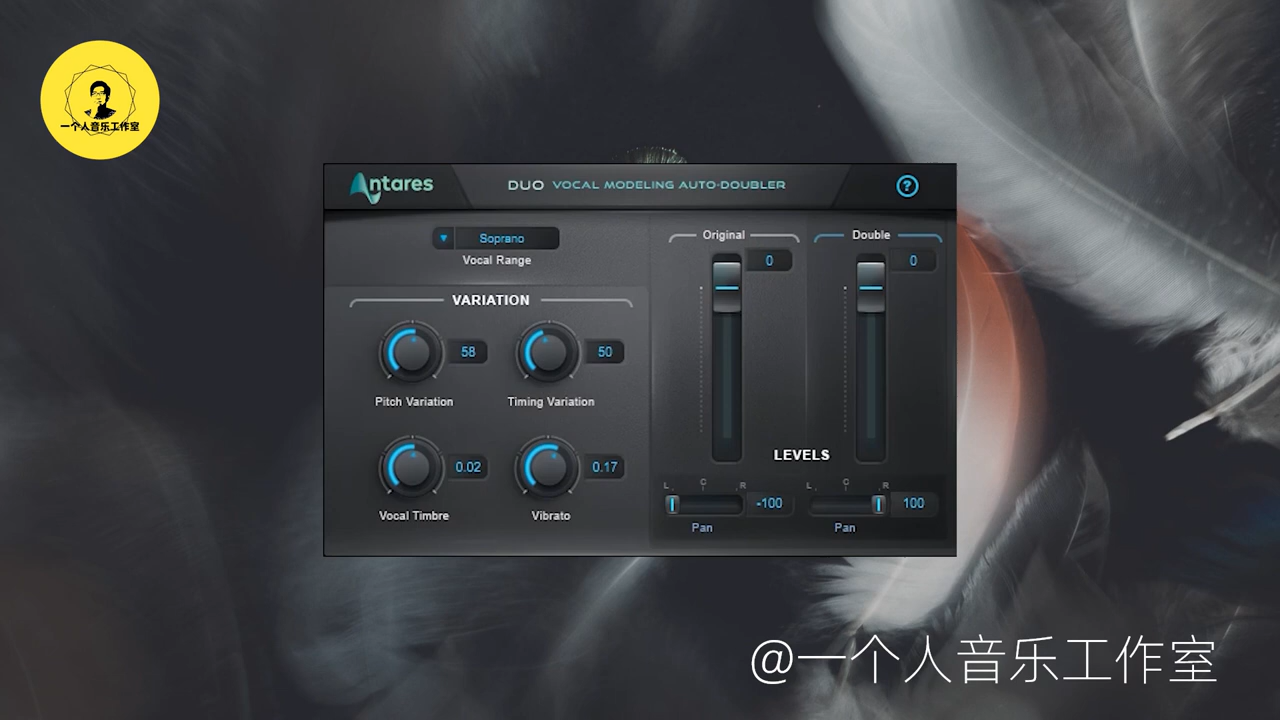 一个人音乐工作室
Antares
DUO VOCAL MODELING AUTO-DOUBLER
?
Soprano
Vocal Range
VARIATION
58
50
Pitch Variation
Timing Variation
0.02
0.17
Vocal Timbre
Vibrato
Original
Double
0
0
LEVELS
L C R
L C R
-100
100
Pan
Pan
@一个人音乐工作室